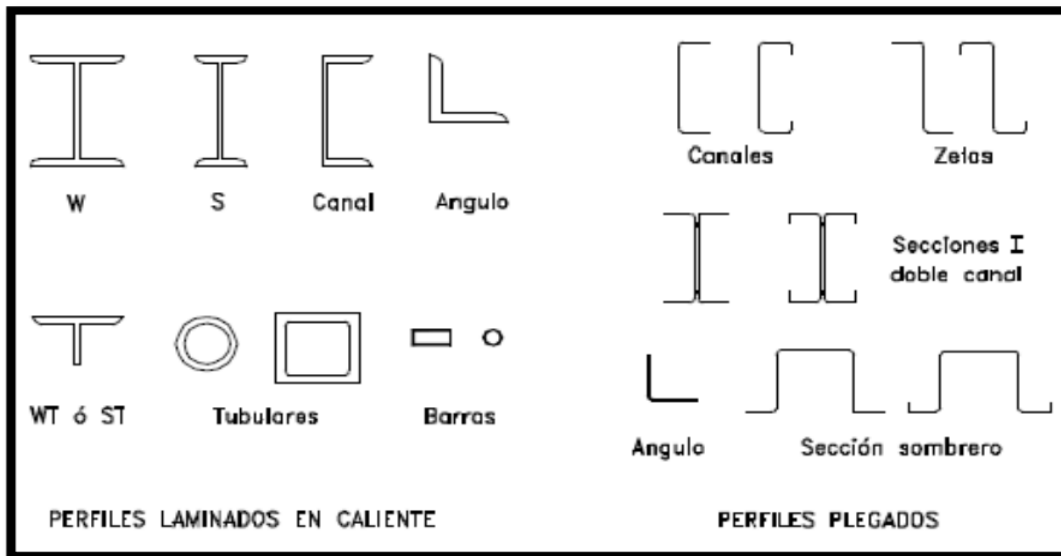 W
S
Canal
Angulo
Canales
Zetas
Secciones I
doble canal
WT ó ST
Tubulares
Barras
Angulo
Sección sombrero
PERFILES LAMINADOS EN CALIENTE
PERFILES PLEGADOS